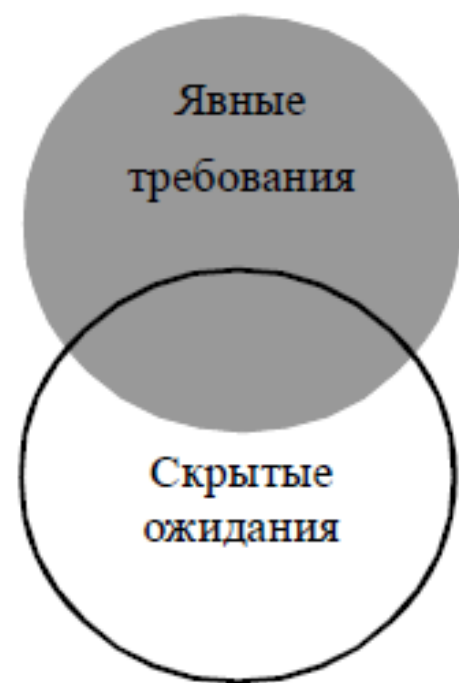 Явные
требования
Скрытые
ожидания